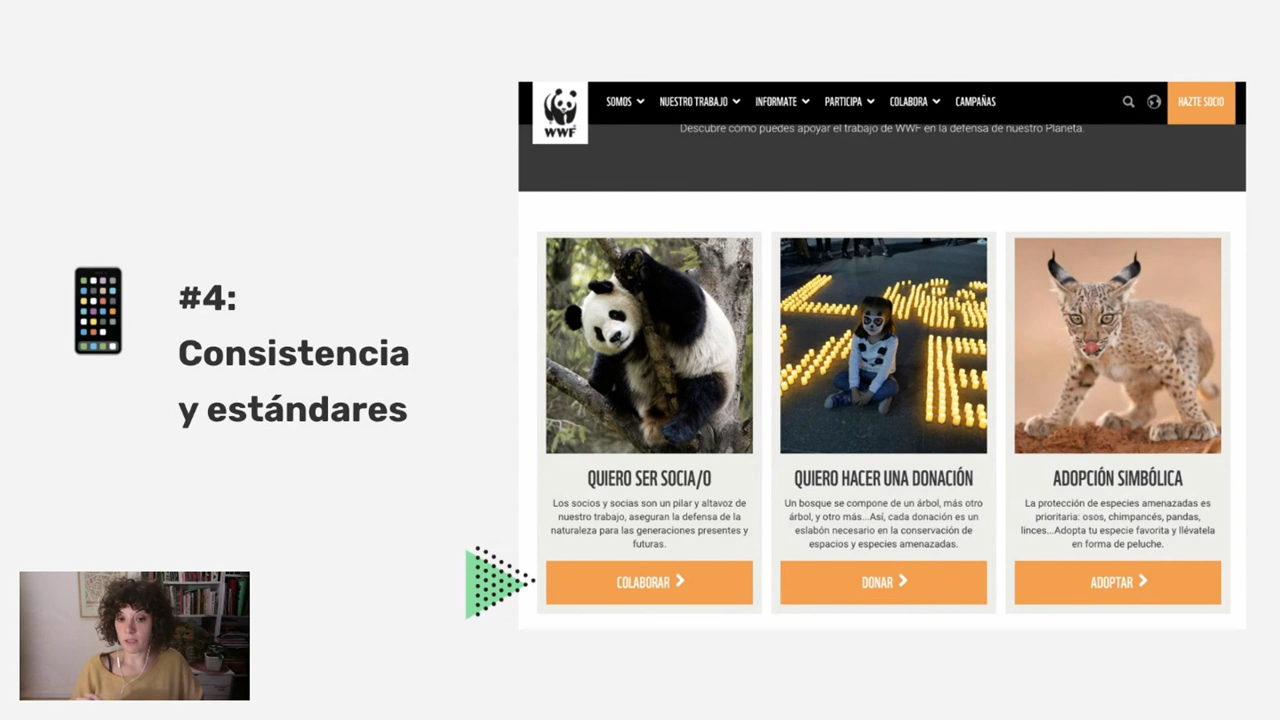 #4:
Consistencia
y estándares
WWF
SOMOS
NUESTRO TRABAJO
INFORMATE
PARTICIPA
COLABORA
CAMPAÑAS
HAZTE SOCIO
Descubre cómo puedes apoyar el trabajo de WWF en la defensa de nuestro Planeta.
QUIERO SER SOCIA/O
Los socios y socias son un pilar y altavoz de
nuestro trabajo, aseguran la defensa de la
naturaleza para las generaciones presentes y
futuras.
COLABORAR
QUIERO HACER UNA DONACIÓN
Un bosque se compone de un árbol, más otro
árbol, y otro más...Así, cada donación es un
eslabón necesario en la conservación de
espacios y especies amenazadas.
DONAR
ADOPCIÓN SIMBÓLICA
La protección de especies amenazadas es
prioritaria: osos, chimpancés, pandas,
linces...Adopta tu especie favorita y llévatela
en forma de peluche.
ADOPTAR